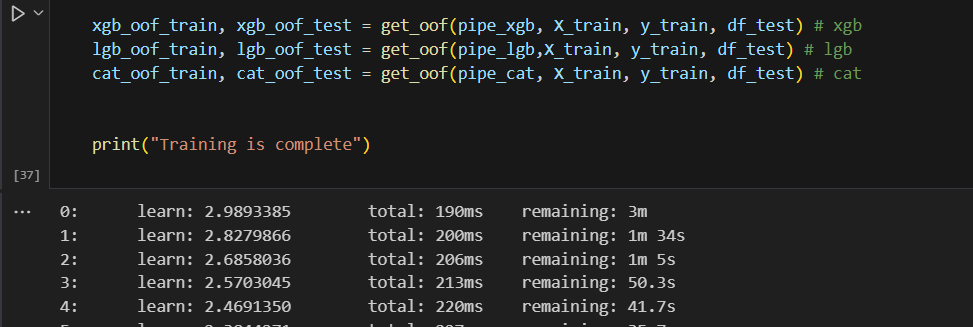 xgb_oof_train, xgb_oof_test = get_oof(pipe_xgb, X_train, y_train, df_test) # xgb
lgb_oof_train, lgb_oof_test = get_oof(pipe_lgb,X_train, y_train, df_test) # lgb
cat_oof_train, cat_oof_test = get_oof(pipe_cat, X_train, y_train, df_test) # cat
print("Training is complete")
[37]
... 0: learn: 2.9893385 total: 190ms remaining: 3m
1: learn: 2.8279866 total: 200ms remaining: 1m 34s
2: learn: 2.6858036 total: 206ms remaining: 1m 5s
3: learn: 2.5703045 total: 213ms remaining: 50.3s
4: learn: 2.4691350 total: 220ms remaining: 41.7s